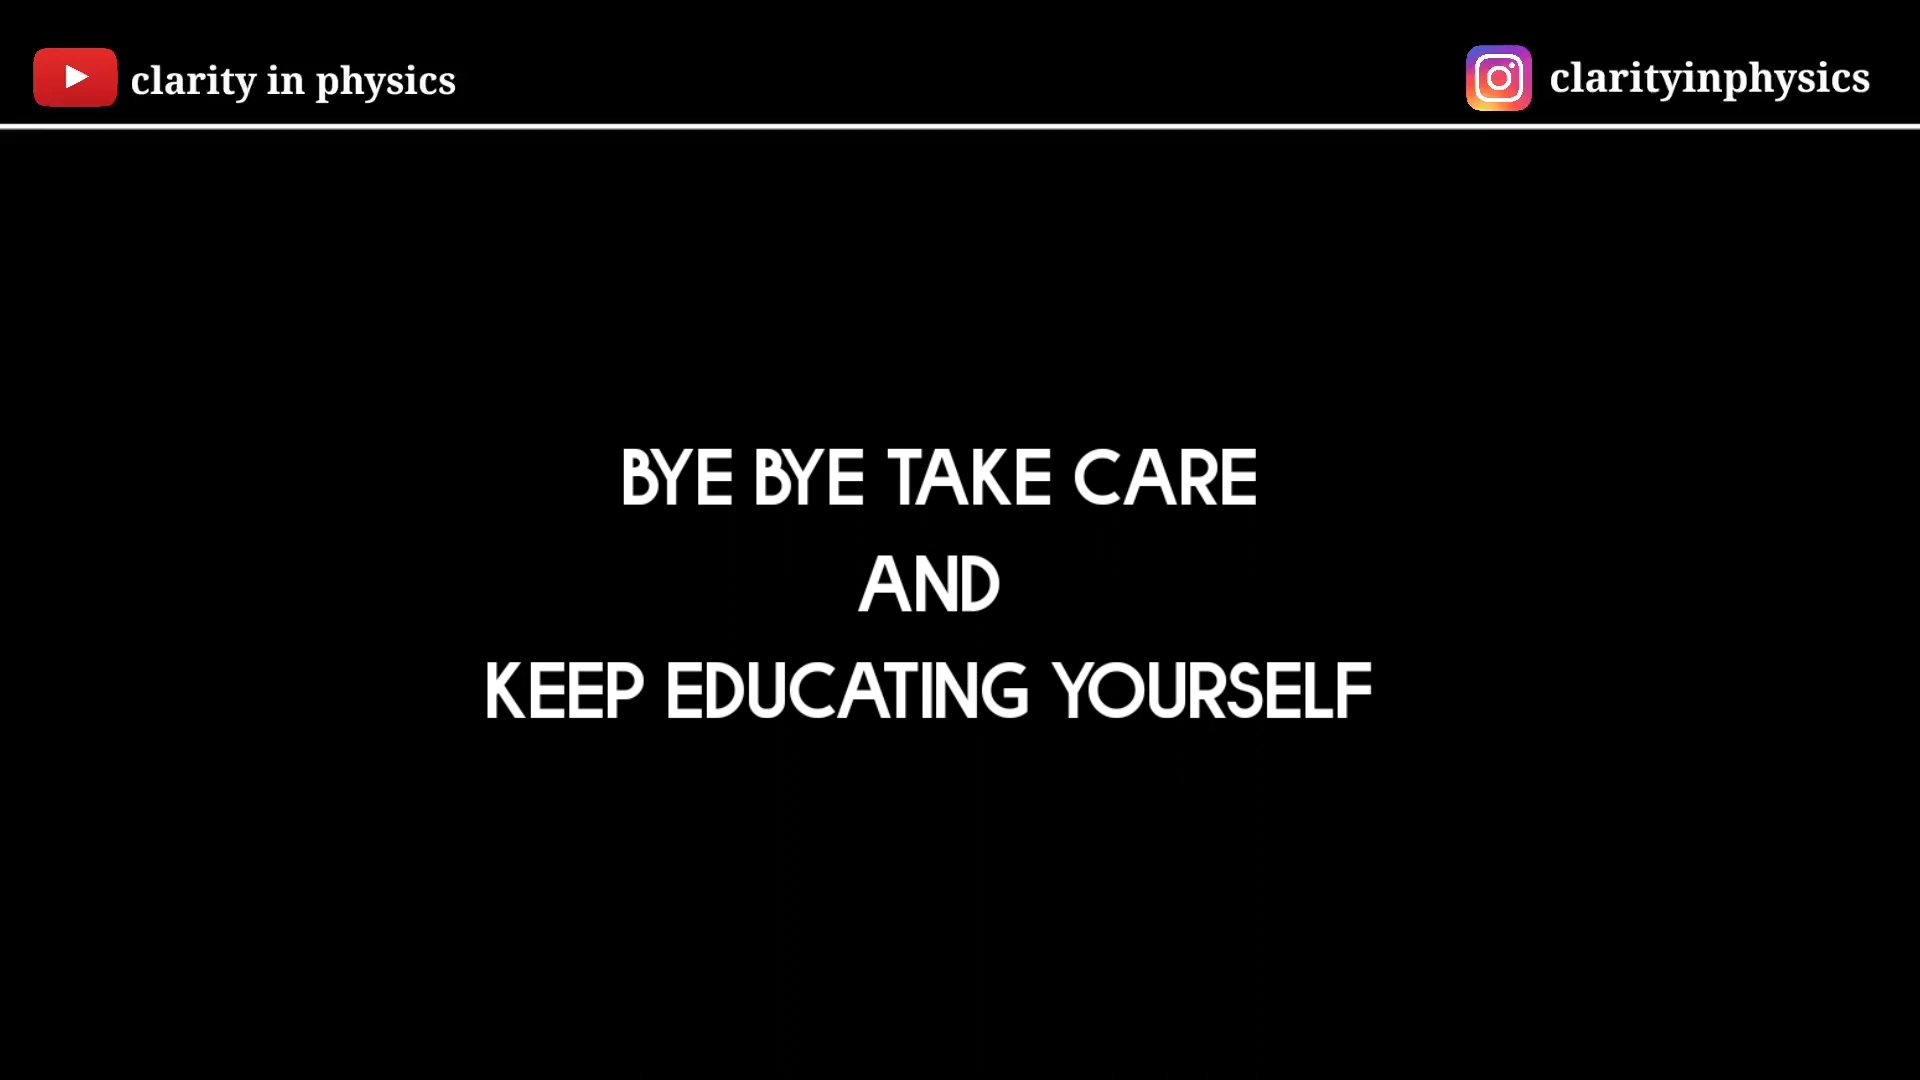 clarity in physics
clarityinphysics
BYE BYE TAKE CARE
AND
KEEP EDUCATING YOURSELF